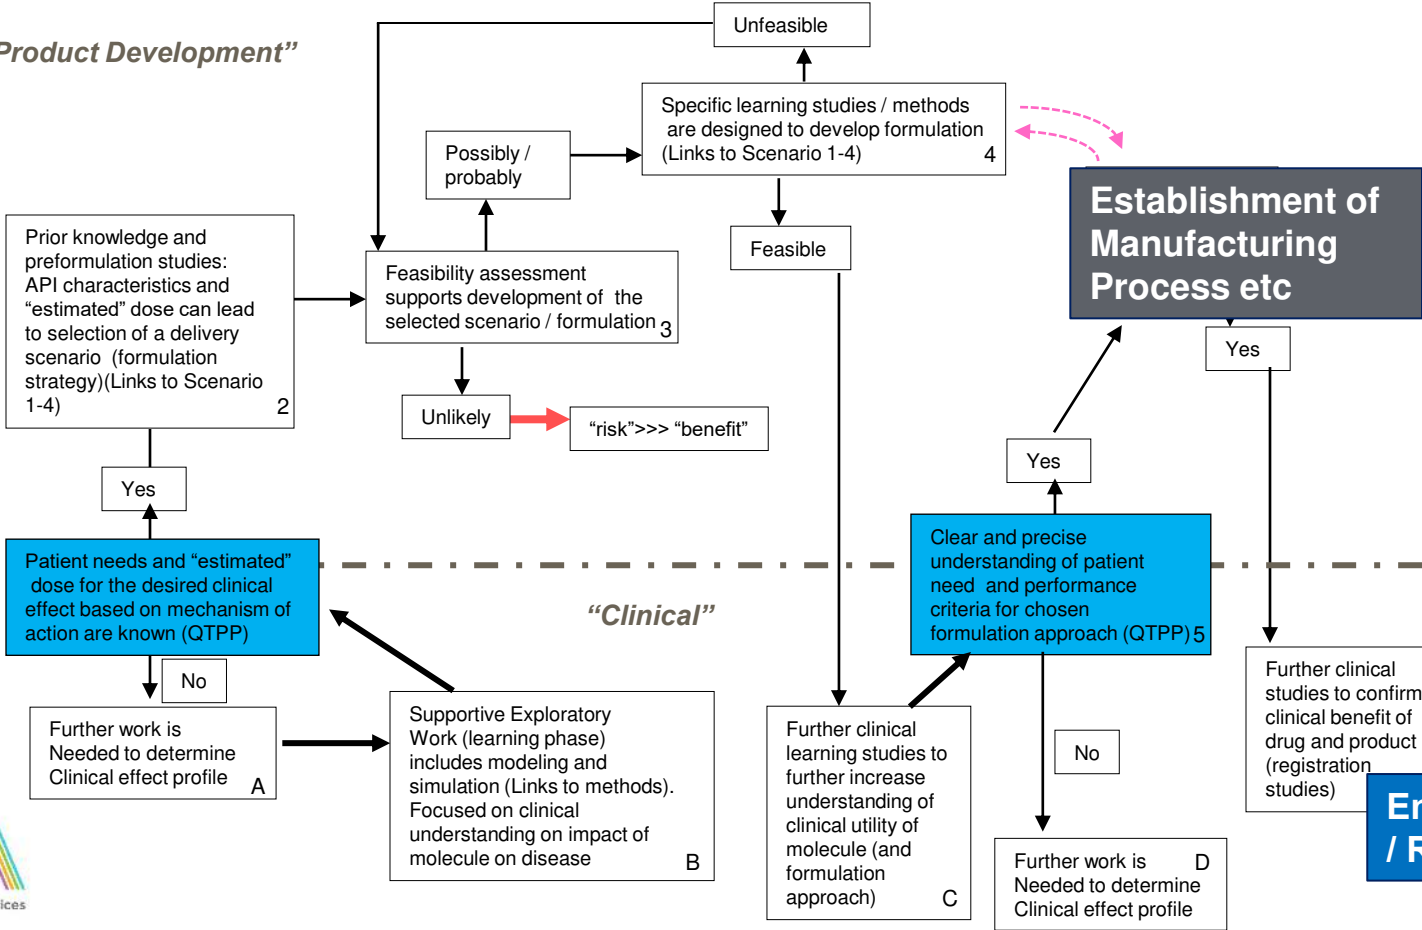 Product Development”
Unfeasible
Specific learning studies / methods
are designed to develop formulation
(Links to Scenario 1-4) 4
Possibly /
probably
Establishment of
Manufacturing
Process etc
Prior knowledge and
preformulation studies:
API characteristics and
“estimated” dose can lead
to selection of a delivery
scenario (formulation
strategy)(Links to Scenario
1-4) 2
Feasible
Feasibility assessment
supports development of the
selected scenario / formulation 3
Yes
Unlikely
“risk”>>> “benefit”
Yes
Yes
Patient needs and “estimated”
dose for the desired clinical
effect based on mechanism of
action are known (QTPP)
Clear and precise
understanding of patient
need and performance
criteria for chosen
formulation approach (QTPP) 5
“Clinical”
No
Further work is
Needed to determine
Clinical effect profile A
Supportive Exploratory
Work (learning phase)
includes modeling and
simulation (Links to methods).
Focused on clinical
understanding on impact of
molecule on disease B
Further clinical
learning studies to
further increase
understanding of
clinical utility of
molecule (and
formulation
approach) C
No
Further clinical
studies to confirm
clinical benefit of
drug and product
(registration
studies)
Further work is D
Needed to determine
Clinical effect profile
/ R